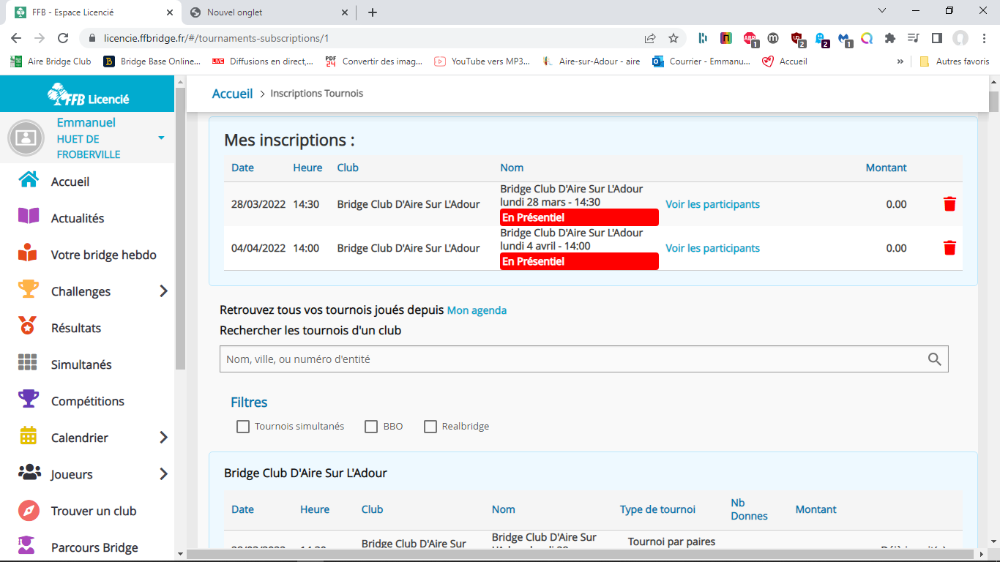 FFB - Espace Licencié
Nouvel onglet
licencie.ffbridge.fr/#/tournaments-subscriptions/1
ABP 1
2
2
1
Aire Bridge Club
B Bridge Base Online...
LIVE Diffusions en direct,...
PDF 24 Convertir des imag...
YouTube vers MP3...
Aire-sur-Adour - aire
Courrier - Emmanu...
Accueil
»
Autres favoris
FFB Licencié
Emmanuel
HUET DE
FROBERVILLE
Accueil
Actualités
Votre bridge hebdo
Challenges
Résultats
Simultanés
Compétitions
Calendrier
Joueurs
Trouver un club
Parcours Bridge
Accueil > Inscriptions Tournois
Mes inscriptions :
Date Heure Club Nom Montant
Bridge Club D'Aire Sur L'Adour
28/03/2022 14:30 Bridge Club D'Aire Sur L'Adour lundi 28 mars - 14:30 Voir les participants 0.00
En Présentiel
Bridge Club D'Aire Sur L'Adour
04/04/2022 14:00 Bridge Club D'Aire Sur L'Adour lundi 4 avril - 14:00 Voir les participants 0.00
En Présentiel
Retrouvez tous vos tournois joués depuis Mon agenda
Rechercher les tournois d'un club
Nom, ville, ou numéro d'entité
Filtres
Tournois simultanés BBO Realbridge
Bridge Club D'Aire Sur L'Adour
Date Heure Club Nom Type de tournoi Nb Donnes Montant
Bridge Club D'Aire Sur
Bridge Club D'Aire Sur
Tournoi par paires